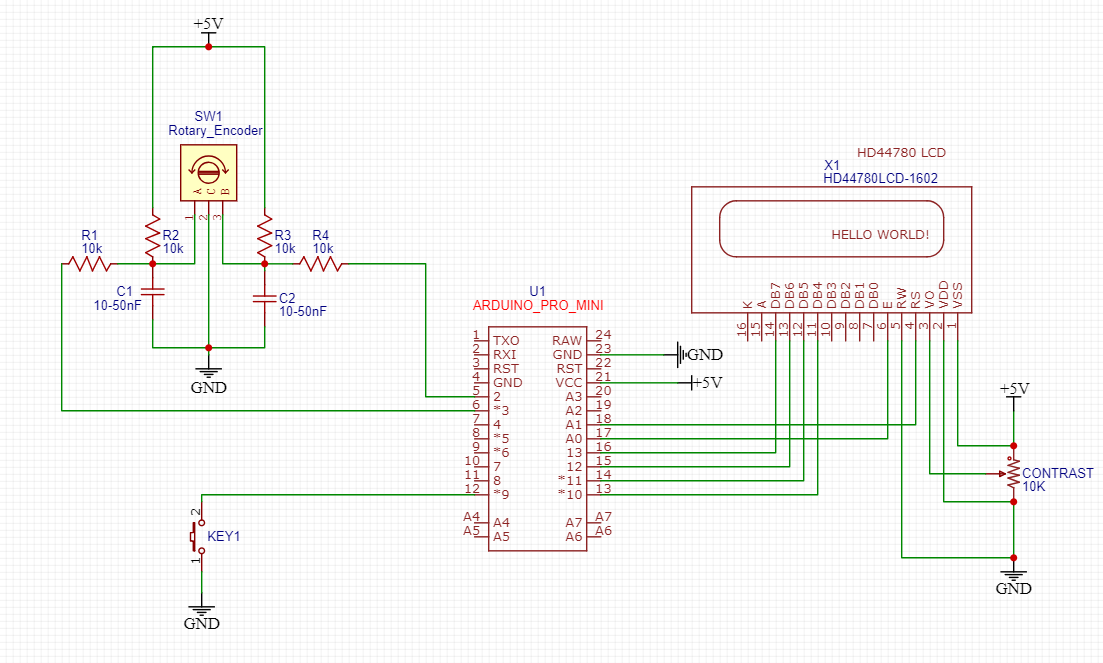 +5V
SW1
Rotary_Encoder
A C B
1 2 3
R1
10k
R2
10k
R3
10k
R4
10k
C1
10-50nF
C2
10-50nF
GND
U1
ARDUINO_PRO_MINI
1 TXO RAW 24
2 RXI GND 23
3 RST RST 22
4 GND VCC 21
5 2 A3 20
6 *3 A2 19
7 4 A1 18
8 *5 A0 17
9 *6 13 16
10 7 12 15
11 8 *11 14
12 *9 *10 13
A4 A4 A7 A7
A5 A5 A6 A6
GND
+5V
2
KEY1
1
GND
HD44780 LCD
X1
HD44780LCD-1602
HELLO WORLD!
K A DB7 DB6 DB5 DB4 DB3 DB2 DB1 DB0 E RW RS VO VDD VSS
16 15 14 13 12 11 10 9 8 7 6 5 4 3 2 1
+5V
CONTRAST
10K
GND